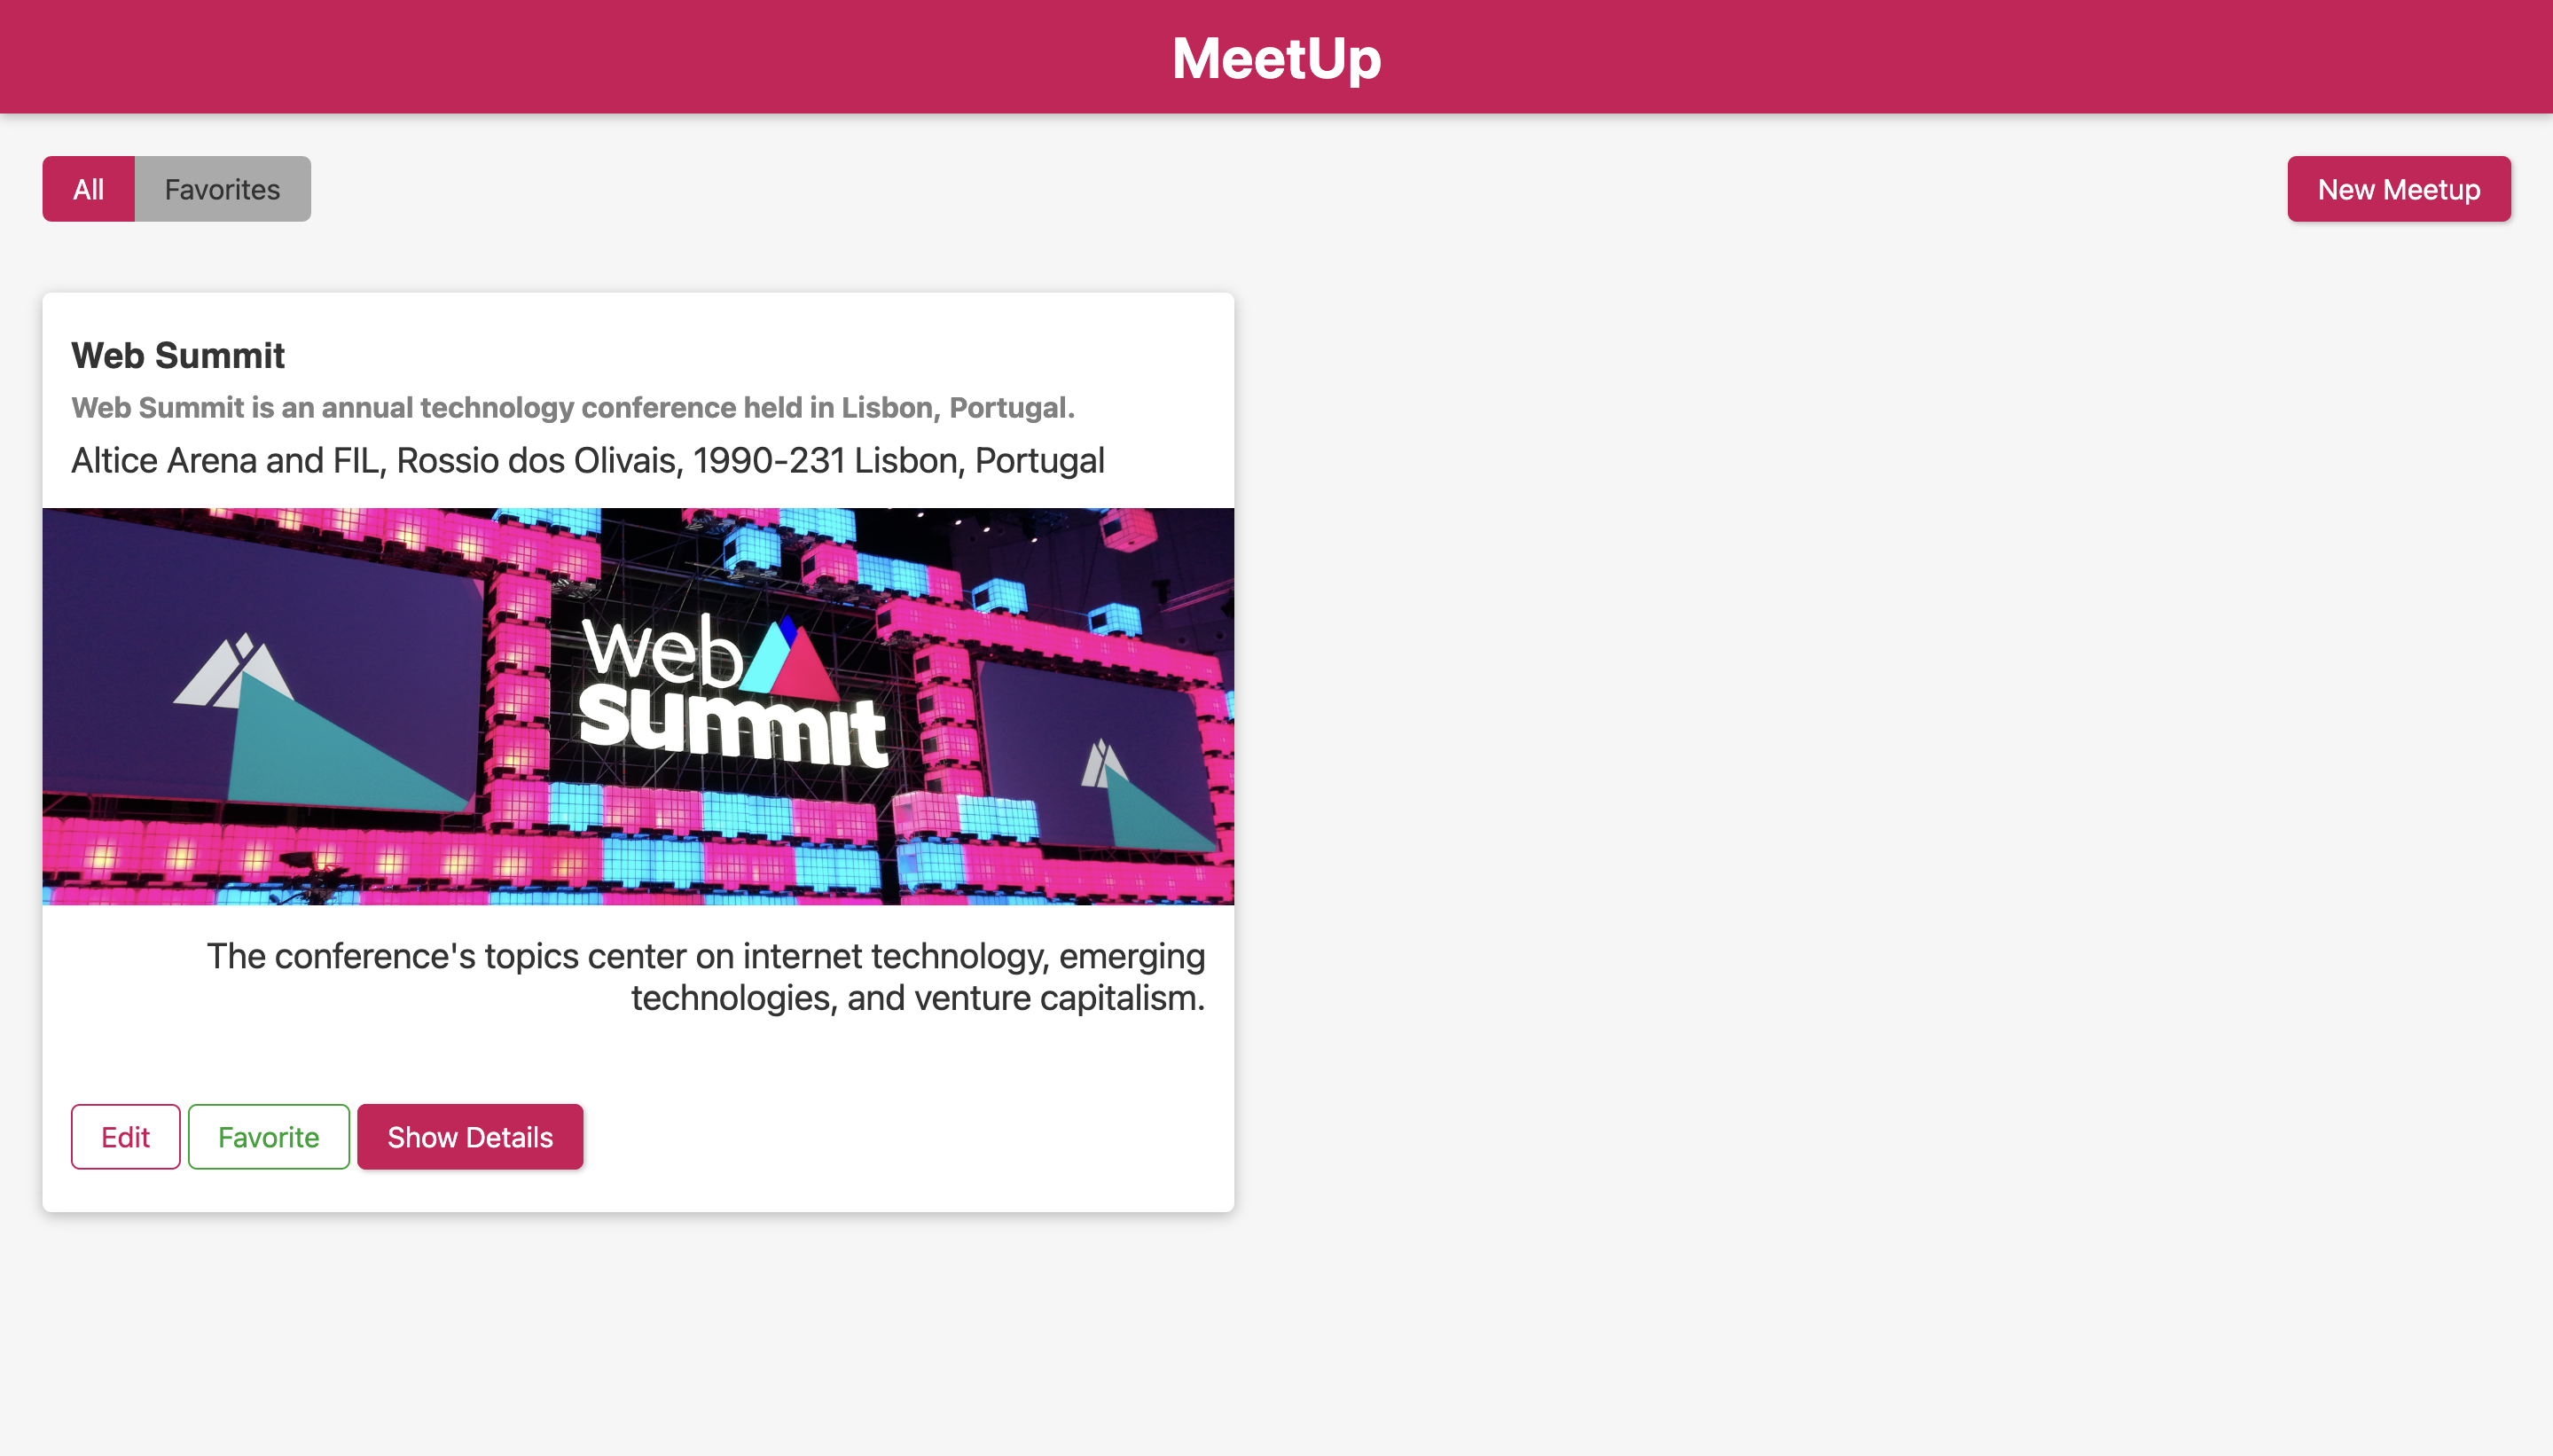 MeetUp
All Favorites New Meetup
Web Summit
Web Summit is an annual technology conference held in Lisbon, Portugal.
Altice Arena and FIL, Rossio dos Olivais, 1990-231 Lisbon, Portugal
web
summit
The conference's topics center on internet technology, emerging
technologies, and venture capitalism.
Edit Favorite Show Details